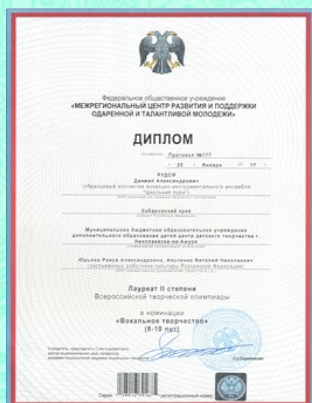 Федеральное общественное учреждение
«МЕЖРЕГИОНАЛЬНЫЙ ЦЕНТР РАЗВИТИЯ И ПОДДЕРЖКИ
ОДАРЕННОЙ И ТАЛАНТЛИВОЙ МОЛОДЕЖИ»
ДИПЛОМ
Протокол №177
25 Января 17
РУДОЙ
Даниил Александрович
(образцовый коллектив вокально-инструментального ансамбля
Хабаровский край
Муниципальное бюджетное образовательное учреждение
дополнительного образования детей центр детского творчества г.
Николаевска-на-Амуре
Юрьева Раиса Александровна, Альченко Виталий Николаевич
(заслуженные работники культуры Российской Федерации)
Лауреат II степени
Всероссийской творческой олимпиады
в номинации
«Вокальное творчество»
(8-10 лет)